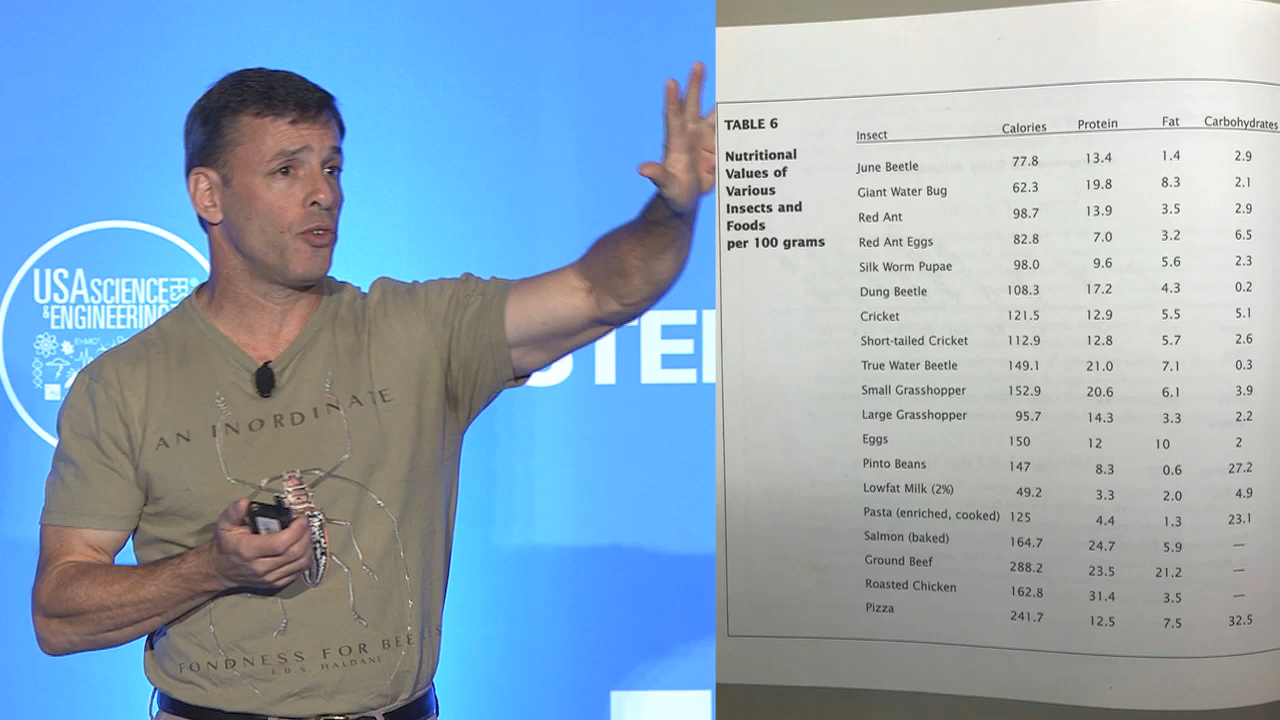 USA SCIENCE
& ENGINEERING
FES
E=MC²
STEM
AN INORDINATE
FONDNESS FOR BEETLES
J.B.S. HALDANE
TABLE 6
Nutritional
Values of
Various
Insects and
Foods
per 100 grams
Insect Calories Protein Fat Carbohydrates
June Beetle 77.8 13.4 1.4 2.9
Giant Water Bug 62.3 19.8 8.3 2.1
Red Ant 98.7 13.9 3.5 2.9
Red Ant Eggs 82.8 7.0 3.2 6.5
Silk Worm Pupae 98.0 9.6 5.6 2.3
Dung Beetle 108.3 17.2 4.3 0.2
Cricket 121.5 12.9 5.5 5.1
Short-tailed Cricket 112.9 12.8 5.7 2.6
True Water Beetle 149.1 21.0 7.1 0.3
Small Grasshopper 152.9 20.6 6.1 3.9
Large Grasshopper 95.7 14.3 3.3 2.2
Eggs 150 12 10 2
Pinto Beans 147 8.3 0.6 27.2
Lowfat Milk (2%) 49.2 3.3 2.0 4.9
Pasta (enriched, cooked) 125 4.4 1.3 23.1
Salmon (baked) 164.7 24.7 5.9 —
Ground Beef 288.2 23.5 21.2 —
Roasted Chicken 162.8 31.4 3.5 —
Pizza 241.7 12.5 7.5 32.5